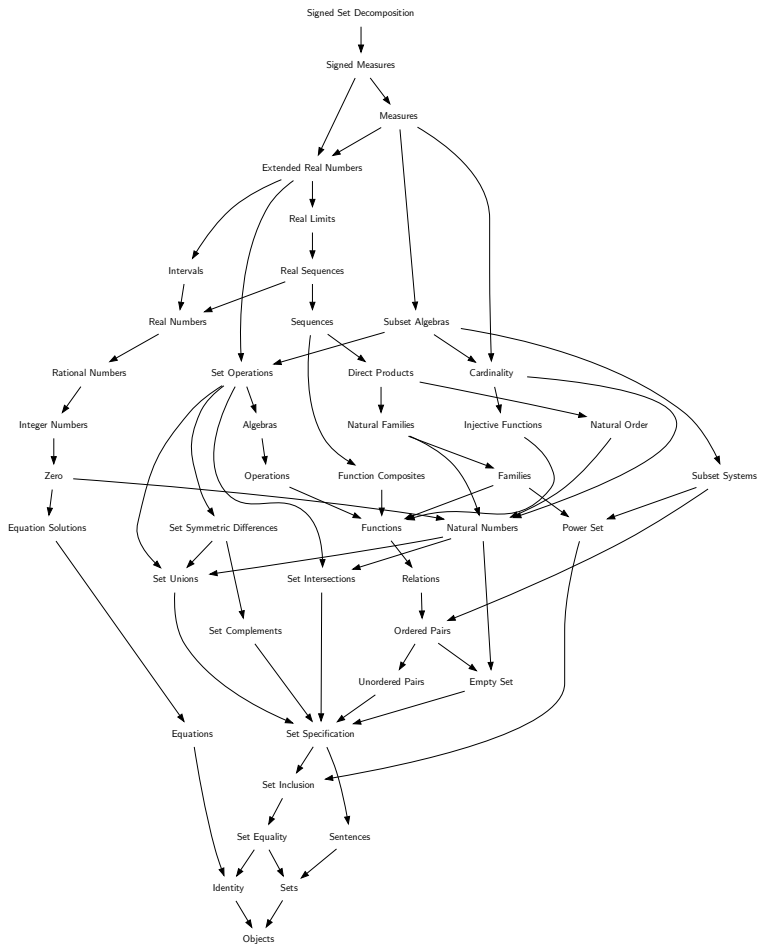 Signed Set Decomposition
Signed Measures
Measures
Extended Real Numbers
Real Limits
Intervals
Real Sequences
Real Numbers
Sequences
Subset Algebras
Rational Numbers
Set Operations
Direct Products
Cardinality
Integer Numbers
Algebras
Natural Families
Injective Functions
Natural Order
Zero
Operations
Function Composites
Families
Subset Systems
Equation Solutions
Set Symmetric Differences
Functions
Natural Numbers
Power Set
Set Unions
Set Intersections
Relations
Set Complements
Ordered Pairs
Unordered Pairs
Empty Set
Equations
Set Specification
Set Inclusion
Set Equality
Sentences
Identity
Sets
Objects